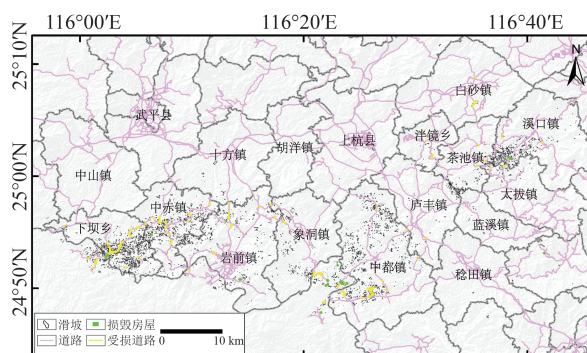 116°00′ 116°20′ 116°40′
25°10′
N
白砂镇
武平县
洋镜乡
溪口镇
上杭县
十方镇
胡洋镇
茶池镇
25°00′
中山镇
太拔镇
中赤镇
庐丰镇
下坝乡
蓝溪镇
象洞镇
岩前镇
中都镇
稔田镇
24°50′
滑坡 损毁房屋
道路 受损道路
0 10 km